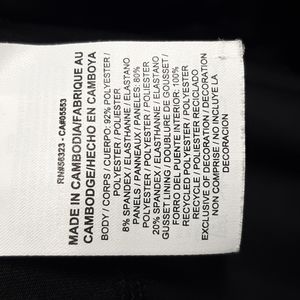 RN#56323 - CA#05553
MADE IN CAMBODIA/FABRIQUE AU
CAMBODGE/HECHO EN CAMBOYA
BODY / CORPS / CUERPO: 92% POLYESTER /
POLYESTER / POLIESTER
8% SPANDEX / ELASTHANNE / ELASTANO
PANELS / PANNEAUX / PANELES: 80%
POLYESTER / POLYESTER / POLIESTER
20% SPANDEX / ELASTHANNE / ELASTANO
GUSSET LINING / DOUBLURE DE GOUSSET /
FORRO DEL PUENTE INTERIOR: 100%
RECYCLED POLYESTER / POLYESTER
RECYCLE / POLIESTER RECICLADO
EXCLUSIVE OF DECORATION / DECORATION
NON COMPRISE / NO INCLUYE LA
DECORACION